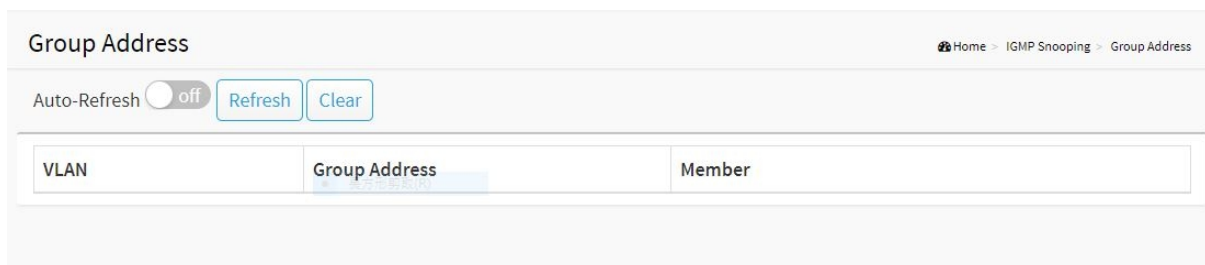 Group Address
Home > IGMP Snooping > Group Address
Auto-Refresh off Refresh Clear
VLAN Group Address Member